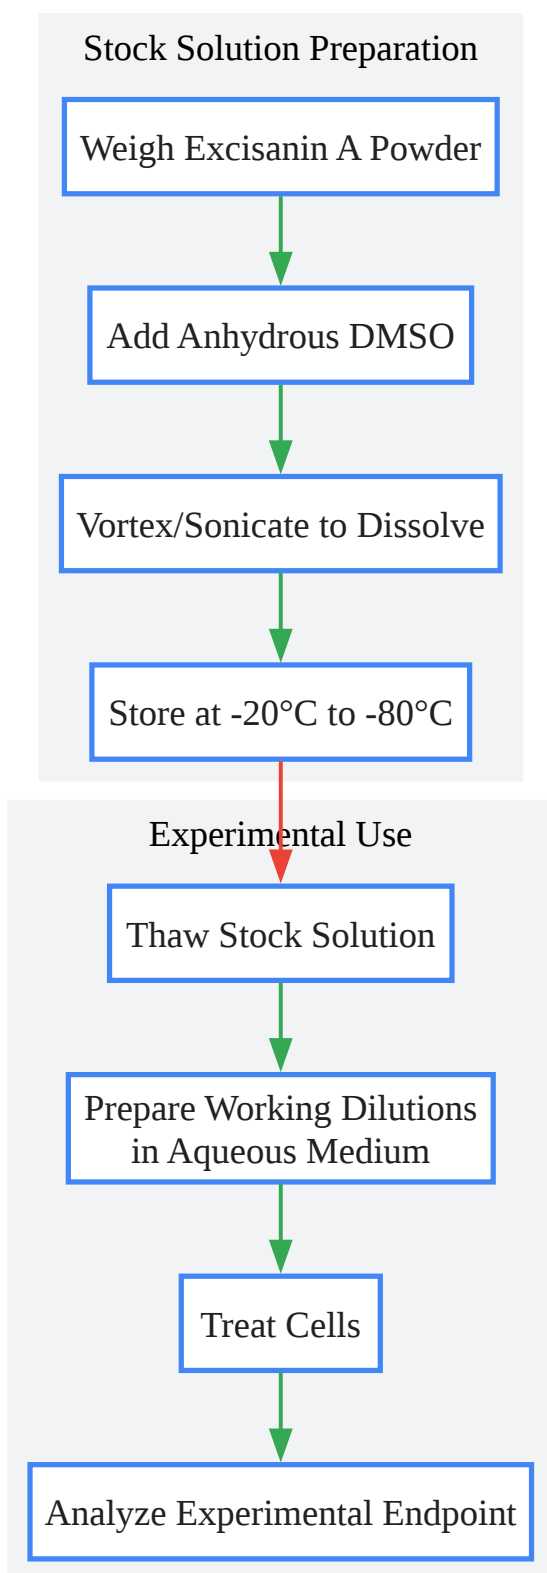 Stock Solution Preparation
Weigh Excisanin A Powder
Add Anhydrous DMSO
Vortex/Sonicate to Dissolve
Store at -20°C to -80°C
Experimental Use
Thaw Stock Solution
Prepare Working Dilutions
in Aqueous Medium
Treat Cells
Analyze Experimental Endpoint